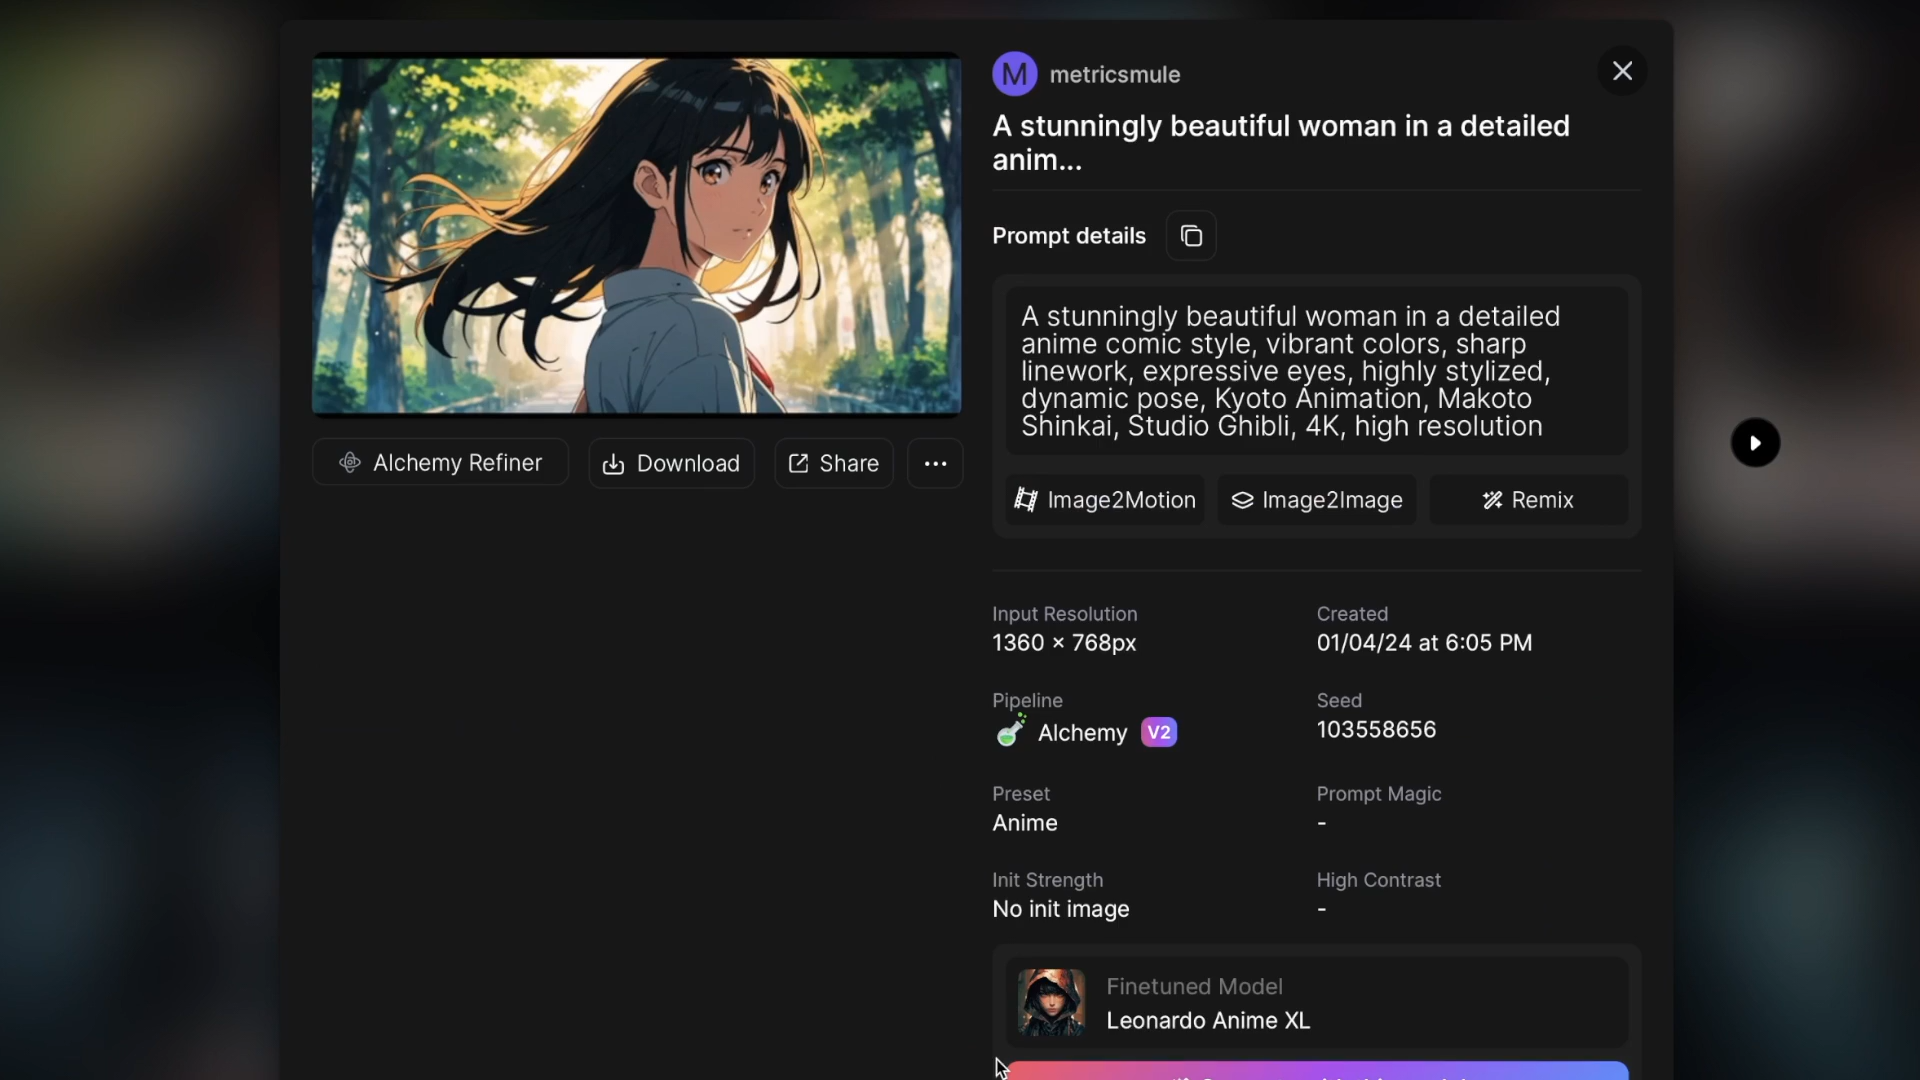 M metricsmule
A stunningly beautiful woman in a detailed
anim...
Prompt details
A stunningly beautiful woman in a detailed
anime comic style, vibrant colors, sharp
linework, expressive eyes, highly stylized,
dynamic pose, Kyoto Animation, Makoto
Shinkai, Studio Ghibli, 4K, high resolution
Alchemy Refiner
Download
Share
Image2Motion
Image2Image
Remix
Input Resolution
1360 × 768px
Created
01/04/24 at 6:05 PM
Pipeline
Alchemy V2
Seed
103558656
Preset
Anime
Prompt Magic
-
Init Strength
No init image
High Contrast
-
Finetuned Model
Leonardo Anime XL